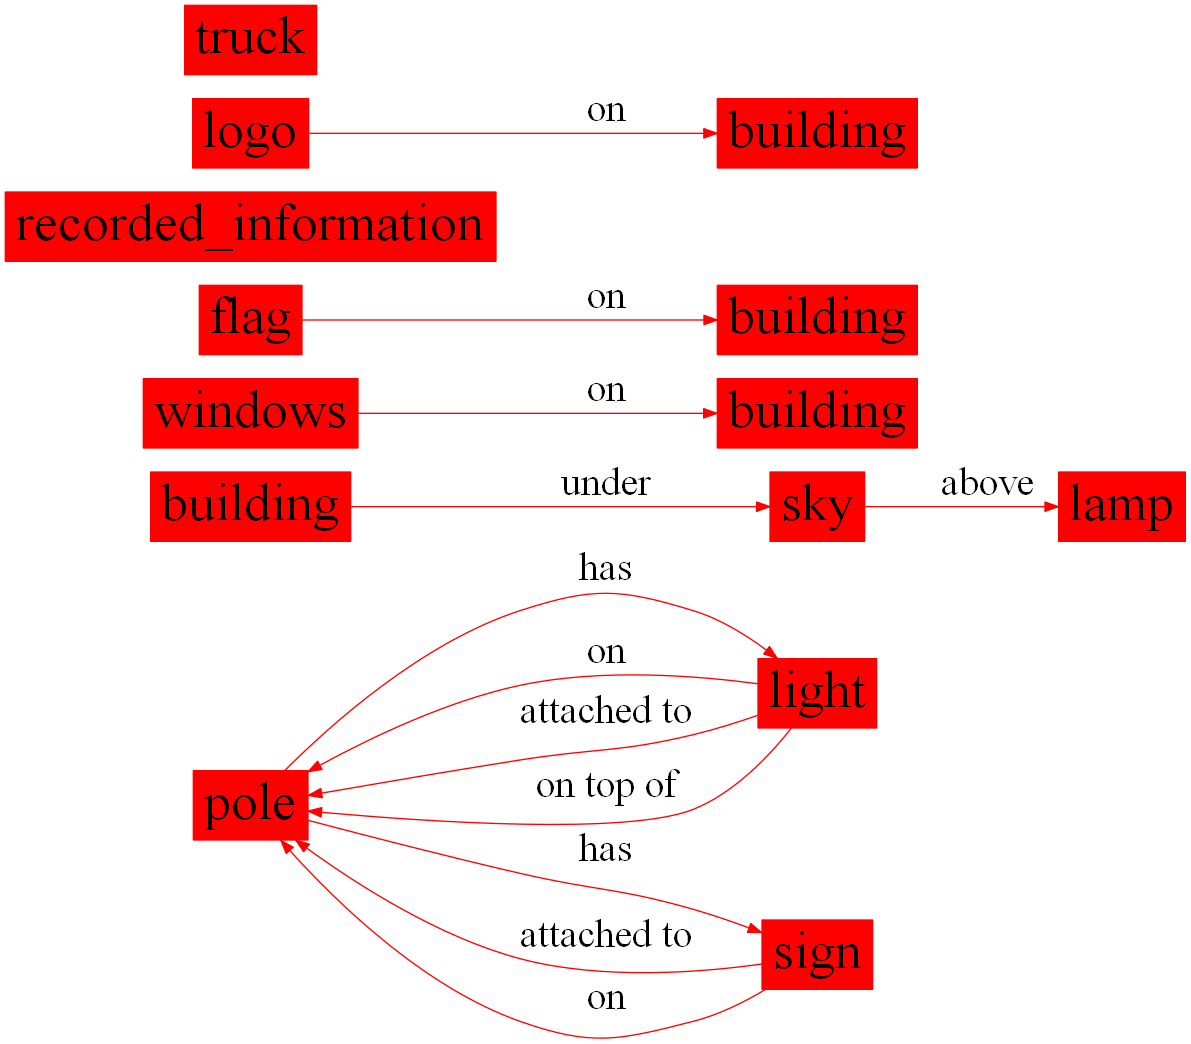 truck
logo on building
recorded_information
flag on building
windows on building
building under sky above lamp
has
on
light
attached to
on top of
pole
has
attached to
sign
on